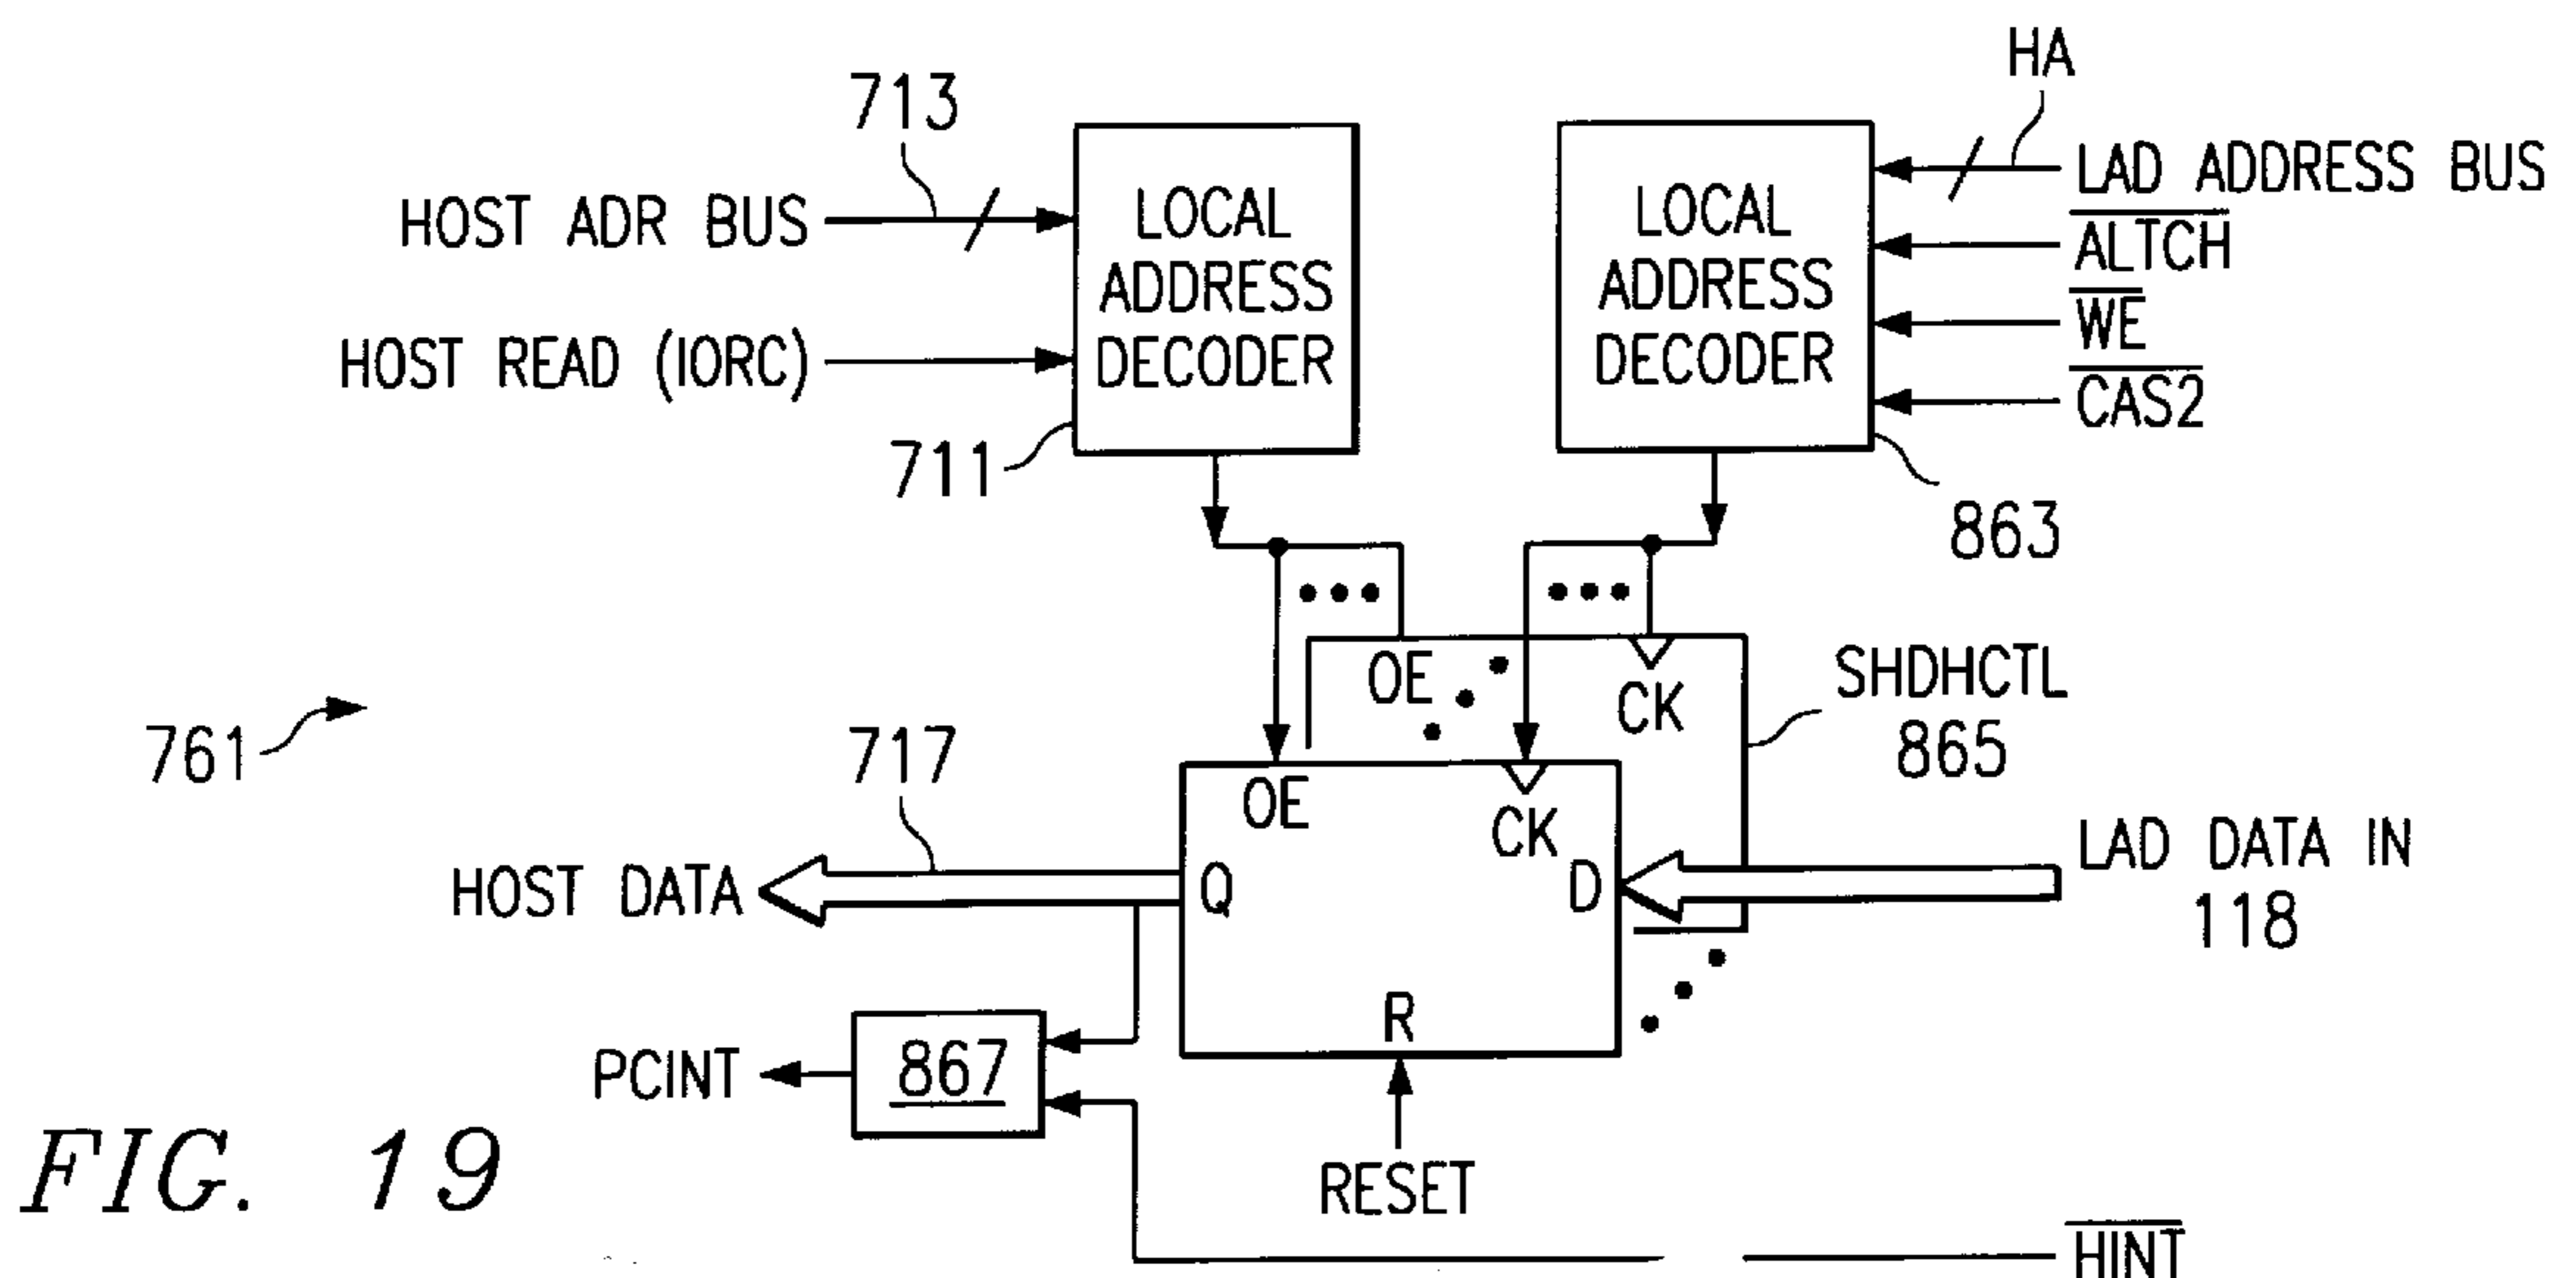 HA
713
LAD ADDRESS BUS
HOST ADR BUS
LOCAL
ADDRESS
DECODER
LOCAL
ADDRESS
DECODER
ALTCH
WE
HOST READ (IORC)
CAS2
711
863
OE
CK
SHDHCTL
865
761
717
OE
CK
LAD DATA IN
118
HOST DATA
Q
D
R
PCINT
867
RESET
HINT
FIG. 19